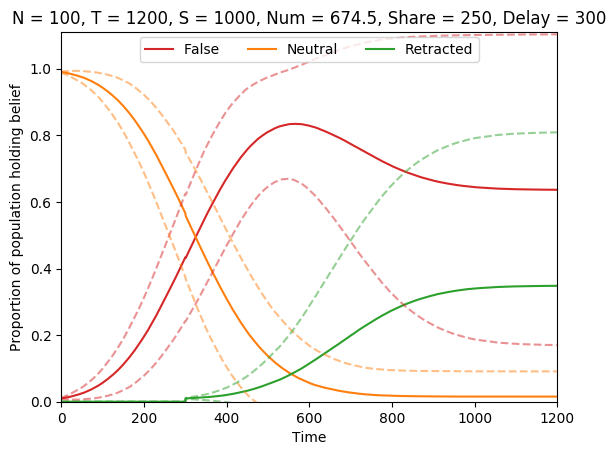 N = 100, T = 1200, S = 1000, Num = 674.5, Share = 250, Delay = 300
False Neutral Retracted
Proportion of population holding belief
1.0
0.8
0.6
0.4
0.2
0.0
0 200 400 600 800 1000 1200
Time